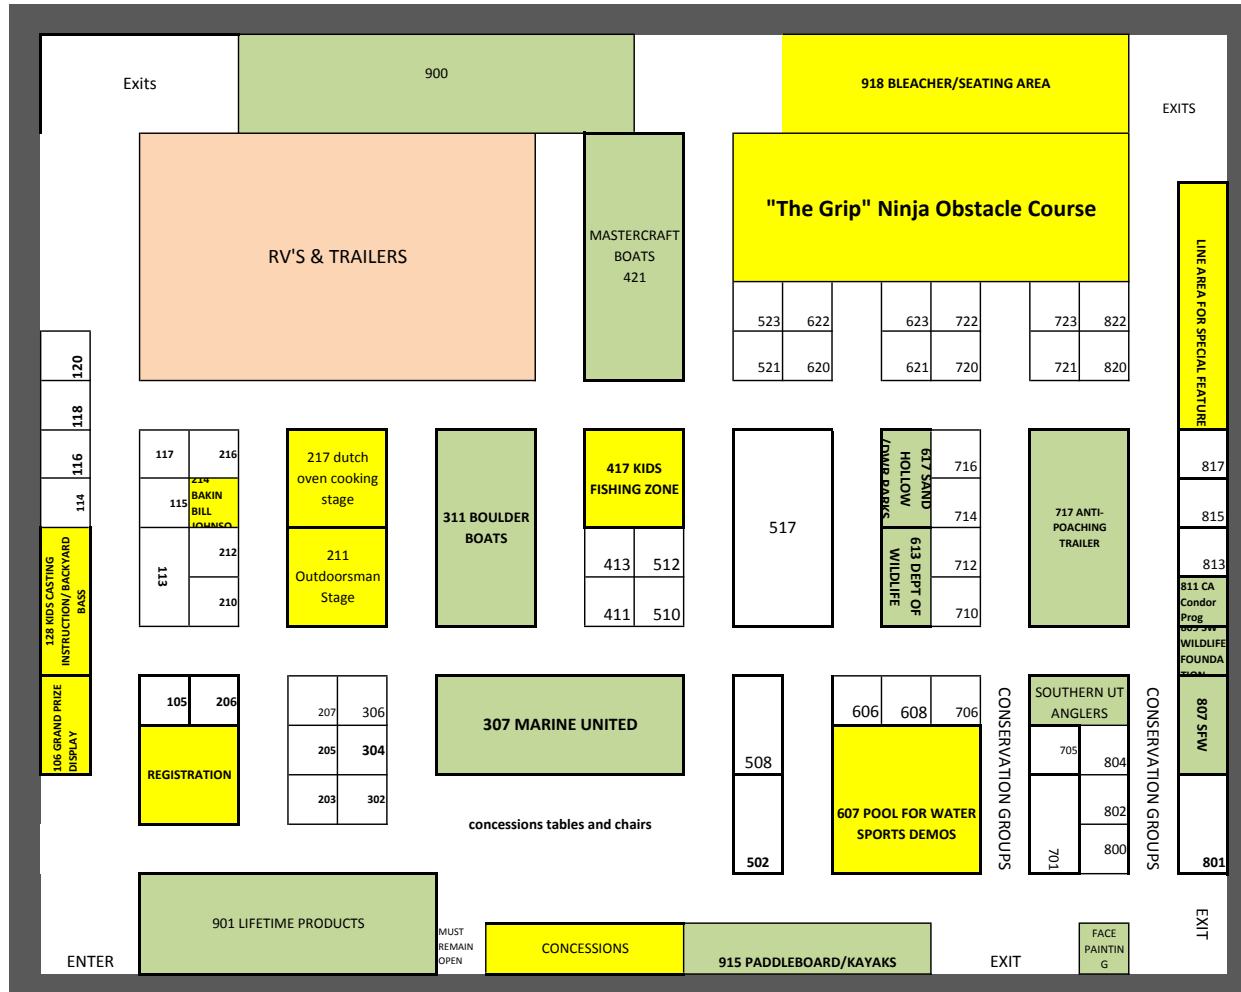 Exits
900
918 BLEACHER/SEATING AREA
EXITS
RV'S & TRAILERS
MASTERCRAFT
BOATS
421
"The Grip" Ninja Obstacle Course
LINE AREA FOR SPECIAL FEATURE
523
622
623
722
723
822
521
620
621
720
721
820
120
118
116
114
117
216
115
214
BAKIN
BILL
JOHNSO
113
212
210
217 dutch
oven cooking
stage
211
Outdoorsman
Stage
311 BOULDER
BOATS
417 KIDS
FISHING ZONE
413
512
411
510
517
617 SAND
HOLLOW
/DWR PARKS
613 DEPT OF
WILDLIFE
716
714
712
710
717 ANTI-
POACHING
TRAILER
817
815
813
811 CA
Condor
Prog
809 SW
WILDLIFE
FOUNDA
TION
128 KIDS CASTING
INSTRUCTION/ BACKYARD
BASS
106 GRAND PRIZE
DISPLAY
105
206
REGISTRATION
207
306
205
304
203
302
307 MARINE UNITED
concessions tables and chairs
508
502
606
608
706
607 POOL FOR WATER
SPORTS DEMOS
CONSERVATION GROUPS
SOUTHERN UT
ANGLERS
705
804
802
701
800
CONSERVATION GROUPS
807 SFW
801
901 LIFETIME PRODUCTS
MUST
REMAIN
OPEN
CONCESSIONS
915 PADDLEBOARD/KAYAKS
EXIT
FACE
PAINTIN
G
EXIT
ENTER